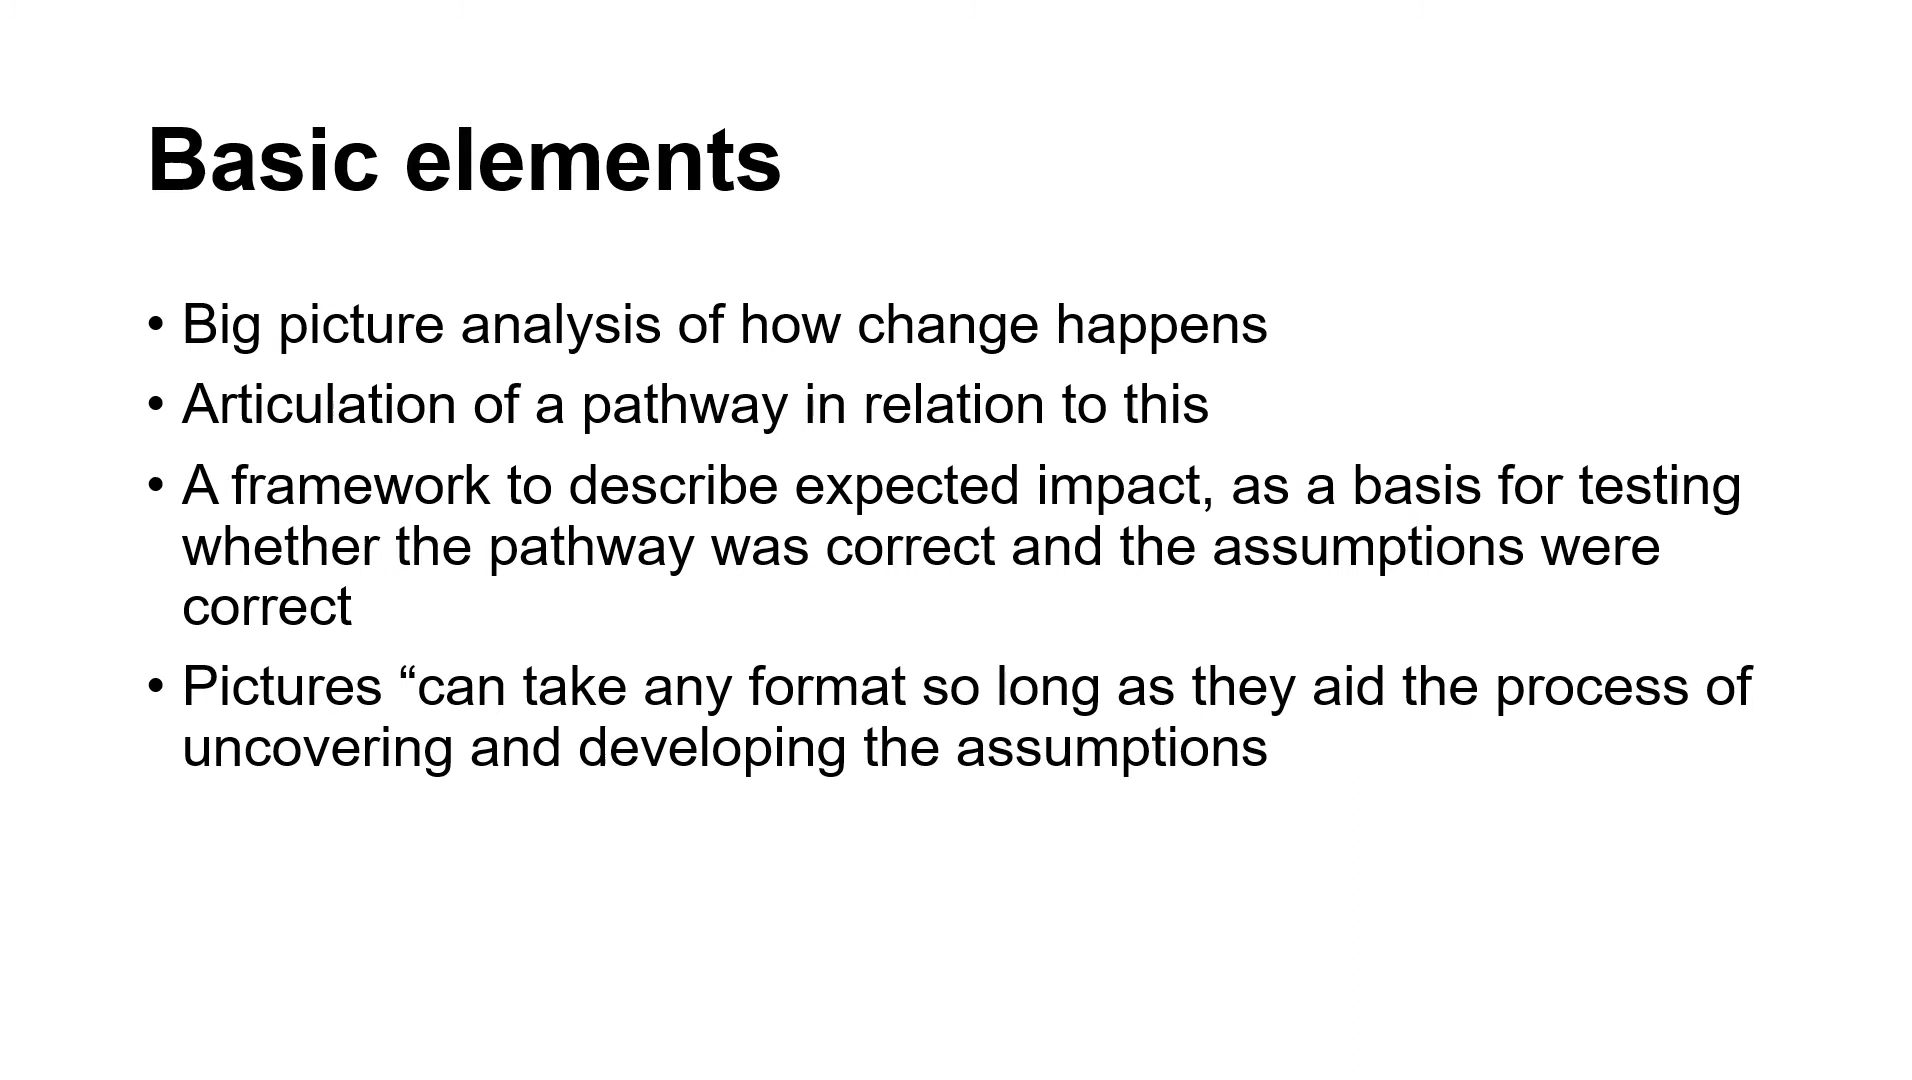 Basic elements
• Big picture analysis of how change happens
• Articulation of a pathway in relation to this
• A framework to describe expected impact, as a basis for testing
whether the pathway was correct and the assumptions were
correct
• Pictures “can take any format so long as they aid the process of
uncovering and developing the assumptions